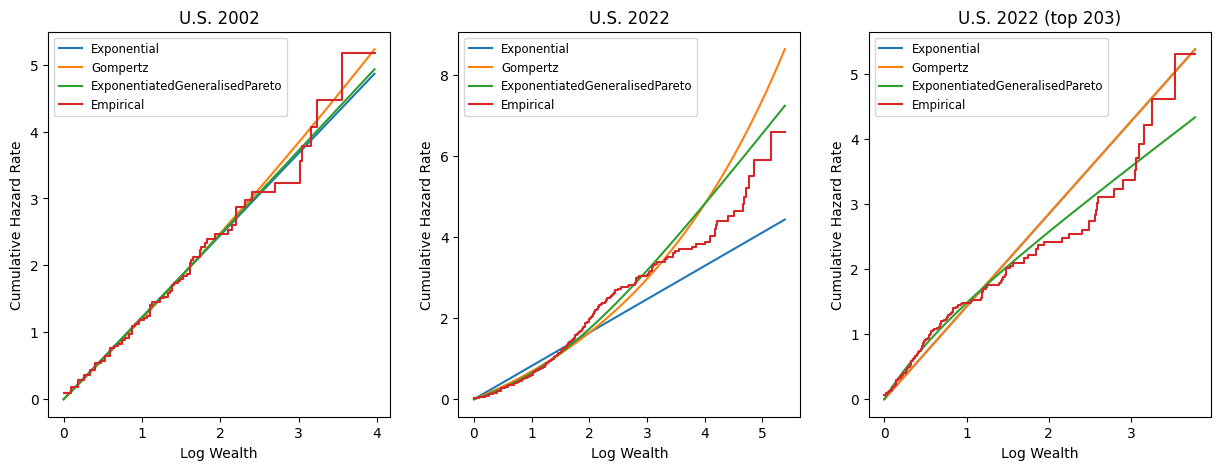 U.S. 2002
Exponential
Gompertz
ExponentiatedGeneralisedPareto
Empirical
Cumulative Hazard Rate
5
4
3
2
1
0
0 1 2 3 4
Log Wealth
U.S. 2022
Exponential
Gompertz
ExponentiatedGeneralisedPareto
Empirical
Cumulative Hazard Rate
8
6
4
2
0
0 1 2 3 4 5
Log Wealth
U.S. 2022 (top 203)
Exponential
Gompertz
ExponentiatedGeneralisedPareto
Empirical
Cumulative Hazard Rate
5
4
3
2
1
0
0 1 2 3
Log Wealth